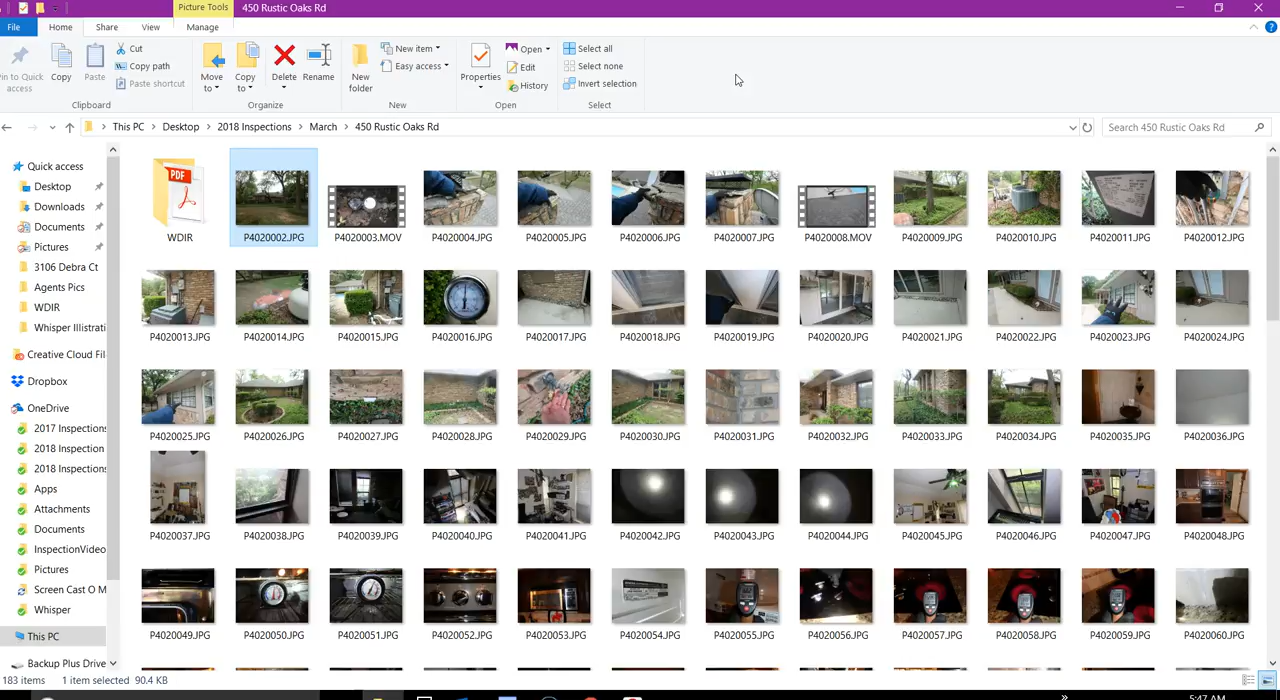 Picture Tools
450 Rustic Oaks Rd
File
Home
Share
View
Manage
Pin to Quick access
Copy
Paste
Cut
Copy path
Paste shortcut
Move to
Copy to
Delete
Rename
New folder
New item
Easy access
Properties
Open
Edit
History
Select all
Select none
Invert selection
Clipboard
Organize
New
Open
Select
This PC > Desktop > 2018 Inspections > March > 450 Rustic Oaks Rd
Search 450 Rustic Oaks Rd
Quick access
Desktop
Downloads
Documents
Pictures
3106 Debra Ct
Agents Pics
WDIR
Whisper Illustrati
Creative Cloud Fil
Dropbox
OneDrive
2017 Inspections
2018 Inspection
2018 Inspections
Apps
Attachments
Documents
InspectionVideo
Pictures
Screen Cast O M
Whisper
This PC
Backup Plus Drive
PDF
WDIR P4020002.JPG P4020003.MOV P4020004.JPG P4020005.JPG P4020006.JPG P4020007.JPG P4020008.MOV P4020009.JPG P4020010.JPG P4020011.JPG P4020012.JPG
P4020013.JPG P4020014.JPG P4020015.JPG P4020016.JPG P4020017.JPG P4020018.JPG P4020019.JPG P4020020.JPG P4020021.JPG P4020022.JPG P4020023.JPG P4020024.JPG
P4020025.JPG P4020026.JPG P4020027.JPG P4020028.JPG P4020029.JPG P4020030.JPG P4020031.JPG P4020032.JPG P4020033.JPG P4020034.JPG P4020035.JPG P4020036.JPG
P4020037.JPG P4020038.JPG P4020039.JPG P4020040.JPG P4020041.JPG P4020042.JPG P4020043.JPG P4020044.JPG P4020045.JPG P4020046.JPG P4020047.JPG P4020048.JPG
P4020049.JPG P4020050.JPG P4020051.JPG P4020052.JPG P4020053.JPG P4020054.JPG P4020055.JPG P4020056.JPG P4020057.JPG P4020058.JPG P4020059.JPG P4020060.JPG
183 items
1 item selected 90.4 KB
5:47 AM